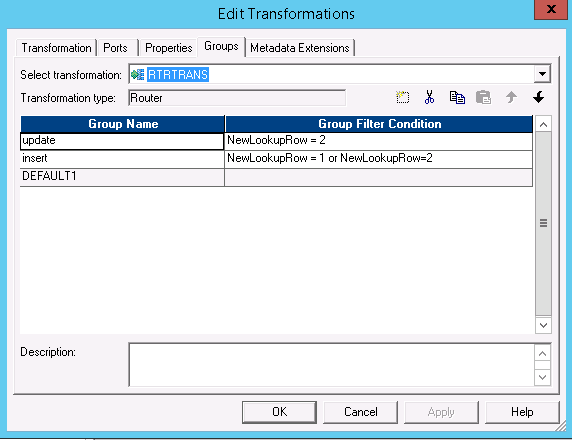 Edit Transformations
x
Transformation Ports Properties Groups Metadata Extensions
Select transformation: RTRTRANS
Transformation type: Router
Group Name Group Filter Condition
update NewLookupRow = 2
insert NewLookupRow = 1 or NewLookupRow=2
DEFAULT1
Description:
OK Cancel Apply Help